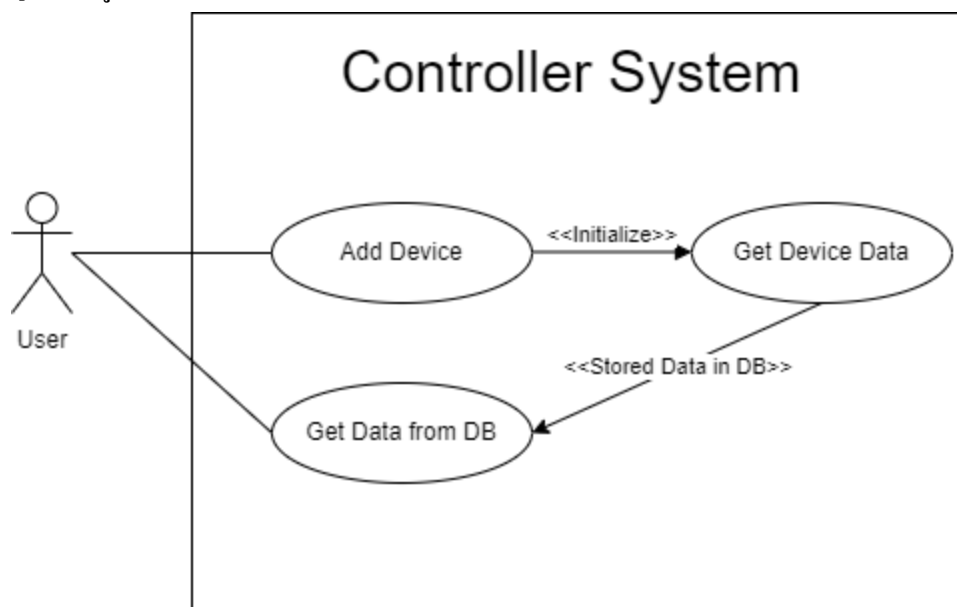 Controller System
Add Device
<<Initialize>>
Get Device Data
User
<<Stored Data in DB>>
Get Data from DB